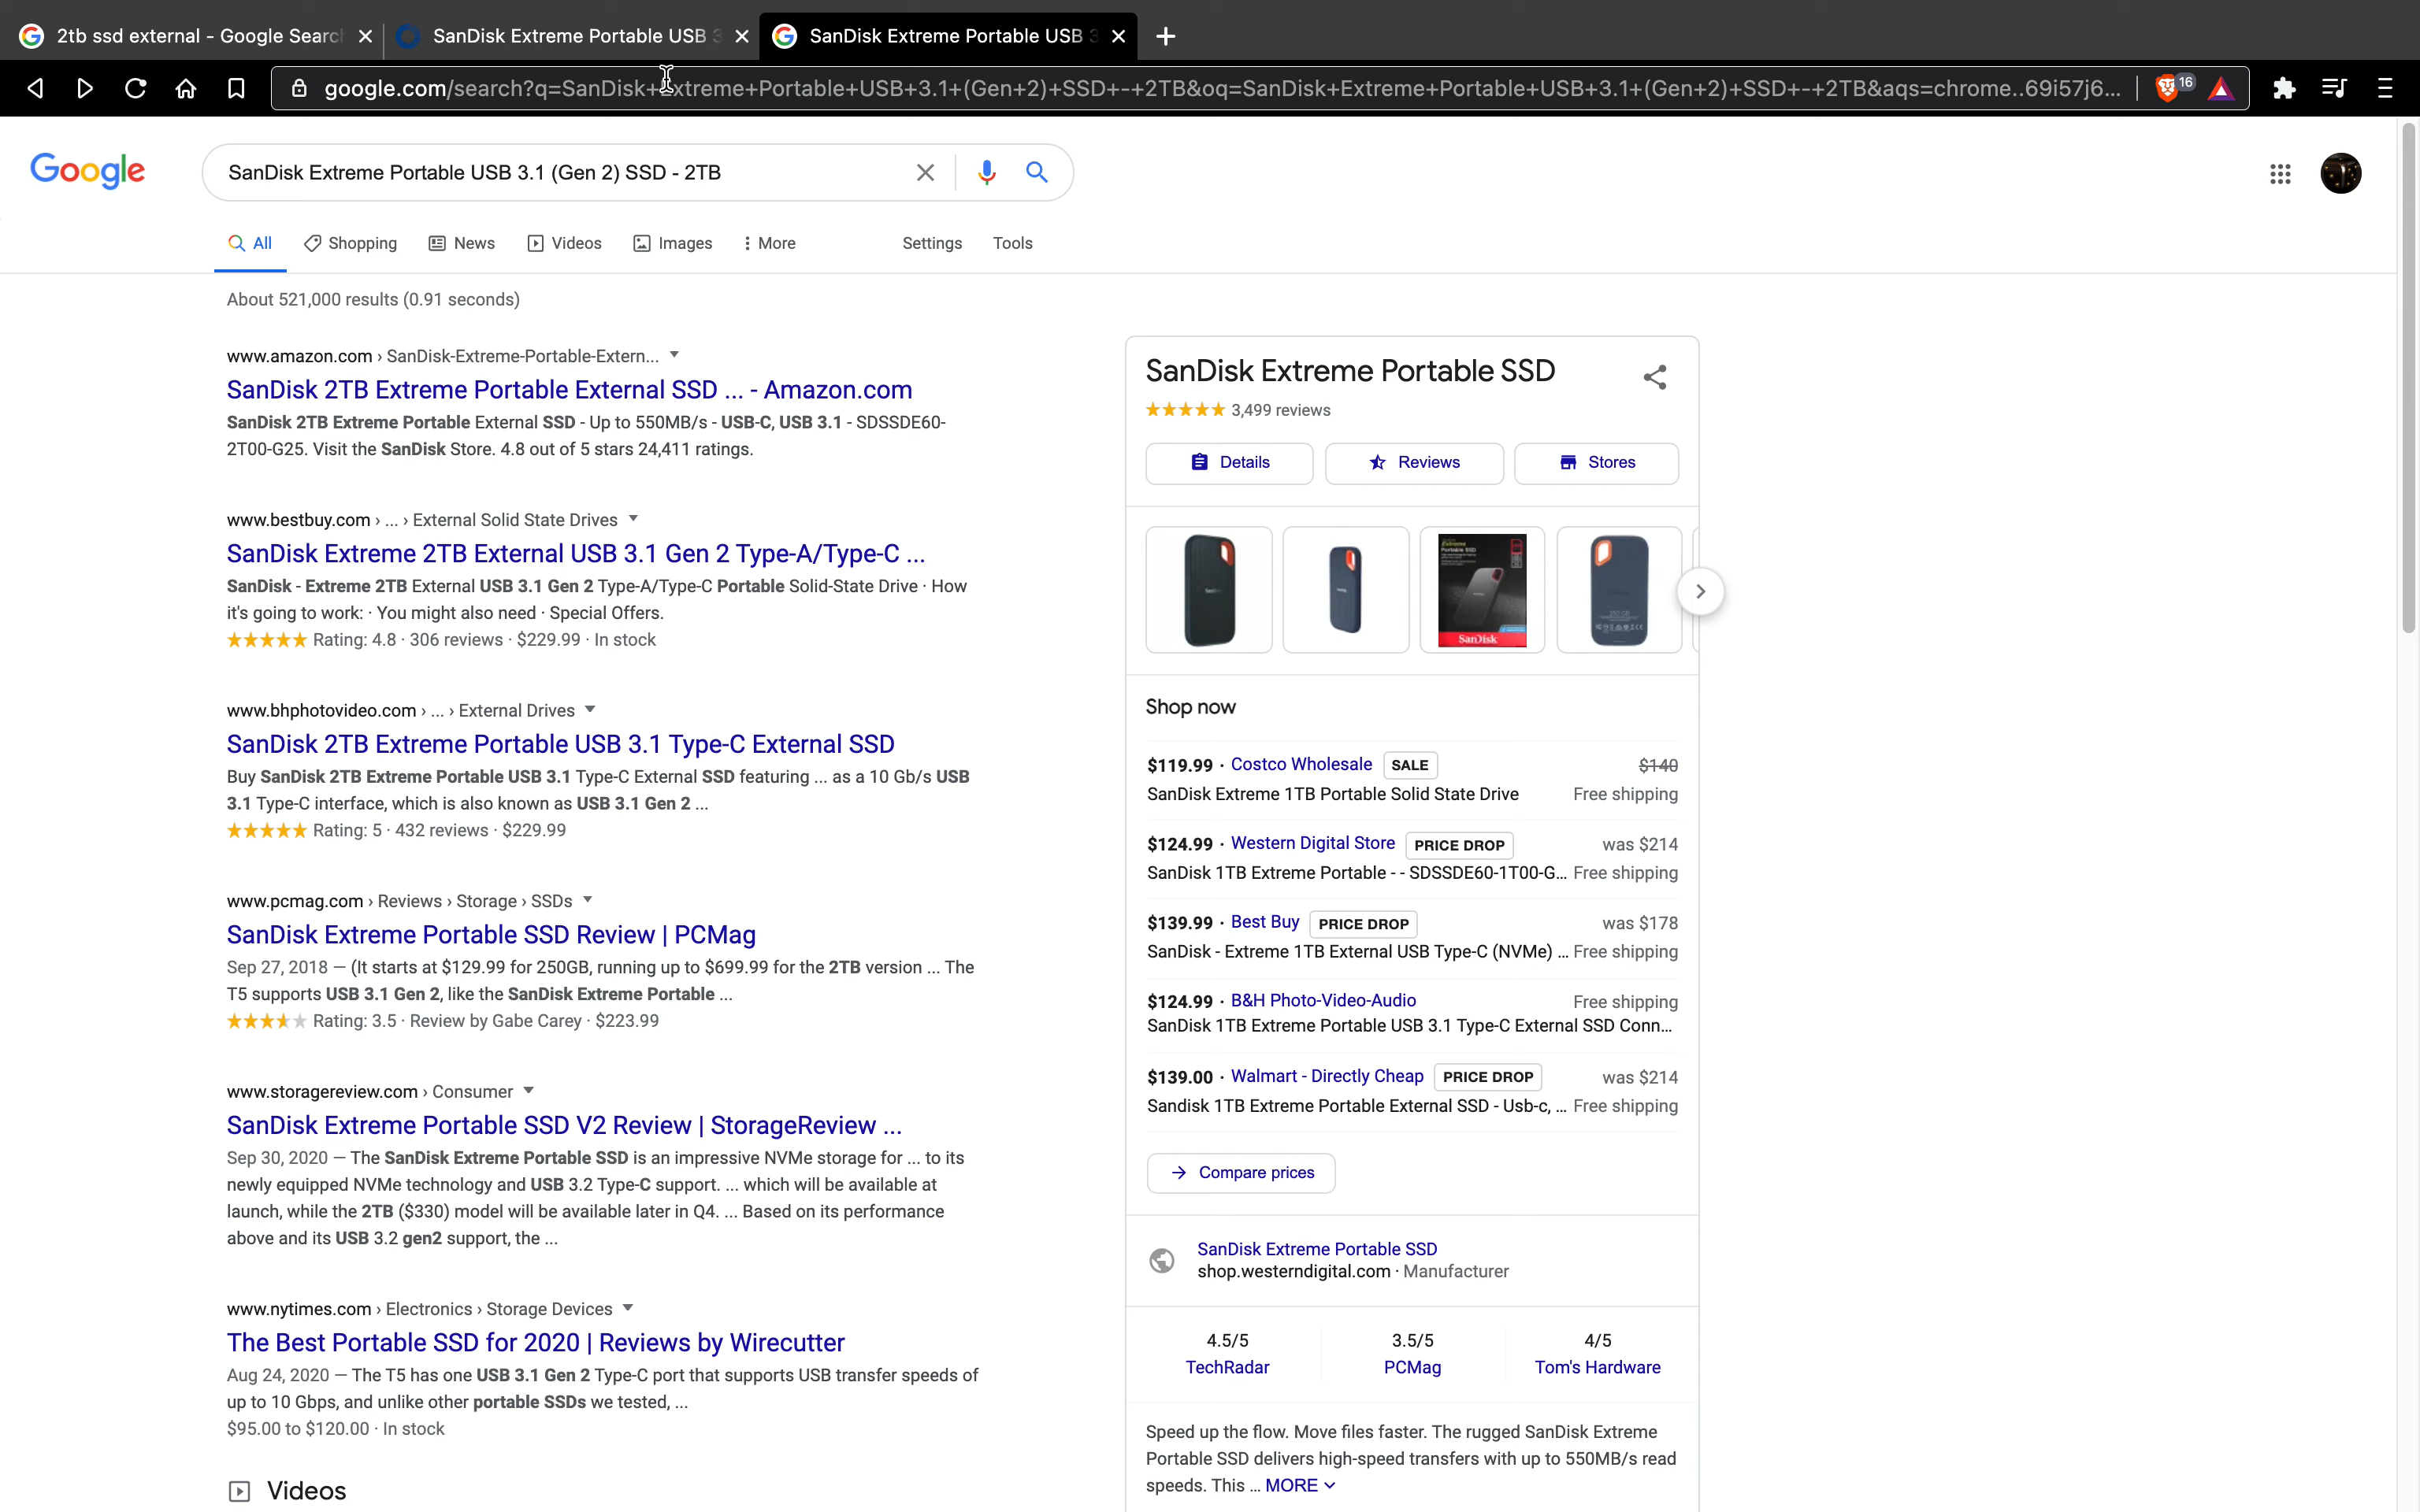 2tb ssd external - Google Search
SanDisk Extreme Portable USB 3
SanDisk Extreme Portable USB 3
google.com/search?q=SanDisk+Extreme+Portable+USB+3.1+(Gen+2)+SSD+-+2TB&oq=SanDisk+Extreme+Portable+USB+3.1+(Gen+2)+SSD+-+2TB&aqs=chrome..69i57j6...
16
Google
SanDisk Extreme Portable USB 3.1 (Gen 2) SSD - 2TB
All Shopping News Videos Images More Settings Tools
About 521,000 results (0.91 seconds)
www.amazon.com › SanDisk-Extreme-Portable-Extern...
SanDisk 2TB Extreme Portable External SSD ... - Amazon.com
SanDisk 2TB Extreme Portable External SSD - Up to 550MB/s - USB-C, USB 3.1 - SDSSDE60-
2T00-G25. Visit the SanDisk Store. 4.8 out of 5 stars 24,411 ratings.
www.bestbuy.com › ... › External Solid State Drives
SanDisk Extreme 2TB External USB 3.1 Gen 2 Type-A/Type-C ...
SanDisk - Extreme 2TB External USB 3.1 Gen 2 Type-A/Type-C Portable Solid-State Drive · How
it's going to work: · You might also need · Special Offers.
Rating: 4.8 · 306 reviews · $229.99 · In stock
www.bhphotovideo.com › ... › External Drives
SanDisk 2TB Extreme Portable USB 3.1 Type-C External SSD
Buy SanDisk 2TB Extreme Portable USB 3.1 Type-C External SSD featuring ... as a 10 Gb/s USB
3.1 Type-C interface, which is also known as USB 3.1 Gen 2 ...
Rating: 5 · 432 reviews · $229.99
www.pcmag.com › Reviews › Storage › SSDs
SanDisk Extreme Portable SSD Review | PCMag
Sep 27, 2018 — (It starts at $129.99 for 250GB, running up to $699.99 for the 2TB version ... The
T5 supports USB 3.1 Gen 2, like the SanDisk Extreme Portable ...
Rating: 3.5 · Review by Gabe Carey · $223.99
www.storagereview.com › Consumer
SanDisk Extreme Portable SSD V2 Review | StorageReview ...
Sep 30, 2020 — The SanDisk Extreme Portable SSD is an impressive NVMe storage for ... to its
newly equipped NVMe technology and USB 3.2 Type-C support. ... which will be available at
launch, while the 2TB ($330) model will be available later in Q4. ... Based on its performance
above and its USB 3.2 gen2 support, the ...
www.nytimes.com › Electronics › Storage Devices
The Best Portable SSD for 2020 | Reviews by Wirecutter
Aug 24, 2020 — The T5 has one USB 3.1 Gen 2 Type-C port that supports USB transfer speeds of
up to 10 Gbps, and unlike other portable SSDs we tested, ...
$95.00 to $120.00 · In stock
Videos
SanDisk Extreme Portable SSD
3,499 reviews
Details Reviews Stores
Extreme
Portable SSD
SanDisk
Shop now
$119.99 · Costco Wholesale SALE $140
SanDisk Extreme 1TB Portable Solid State Drive Free shipping
$124.99 · Western Digital Store PRICE DROP was $214
SanDisk 1TB Extreme Portable - - SDSSDE60-1T00-G... Free shipping
$139.99 · Best Buy PRICE DROP was $178
SanDisk - Extreme 1TB External USB Type-C (NVMe) ... Free shipping
$124.99 · B&H Photo-Video-Audio Free shipping
SanDisk 1TB Extreme Portable USB 3.1 Type-C External SSD Conn...
$139.00 · Walmart - Directly Cheap PRICE DROP was $214
Sandisk 1TB Extreme Portable External SSD - Usb-c, ... Free shipping
Compare prices
SanDisk Extreme Portable SSD
shop.westerndigital.com · Manufacturer
4.5/5 3.5/5 4/5
TechRadar PCMag Tom's Hardware
Speed up the flow. Move files faster. The rugged SanDisk Extreme
Portable SSD delivers high-speed transfers with up to 550MB/s read
speeds. This ... MORE